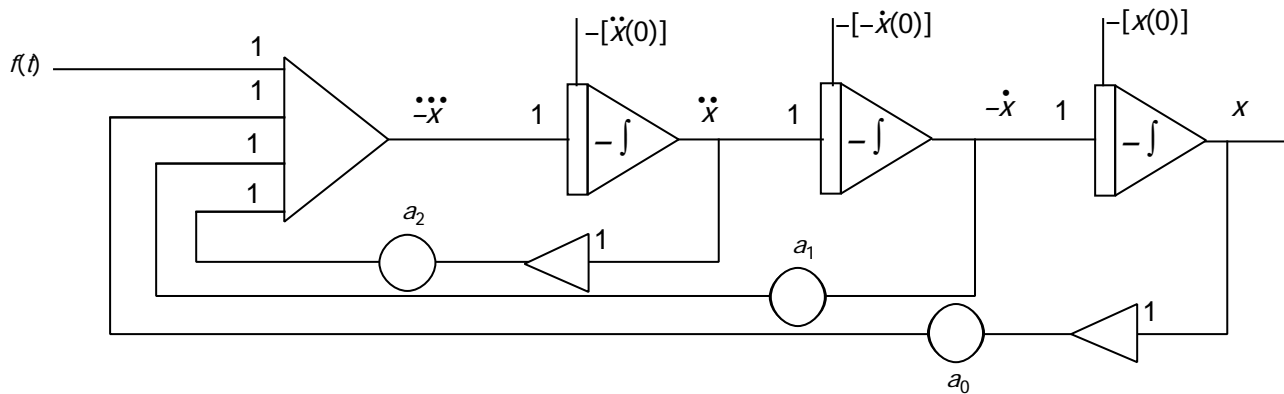 f(t)
1
1
1
1
–x⃛
1
–[ẍ(0)]
– ∫
ẍ
1
–[–ẋ(0)]
– ∫
–ẋ
1
–[x(0)]
– ∫
x
a₂
1
a₁
1
a₀